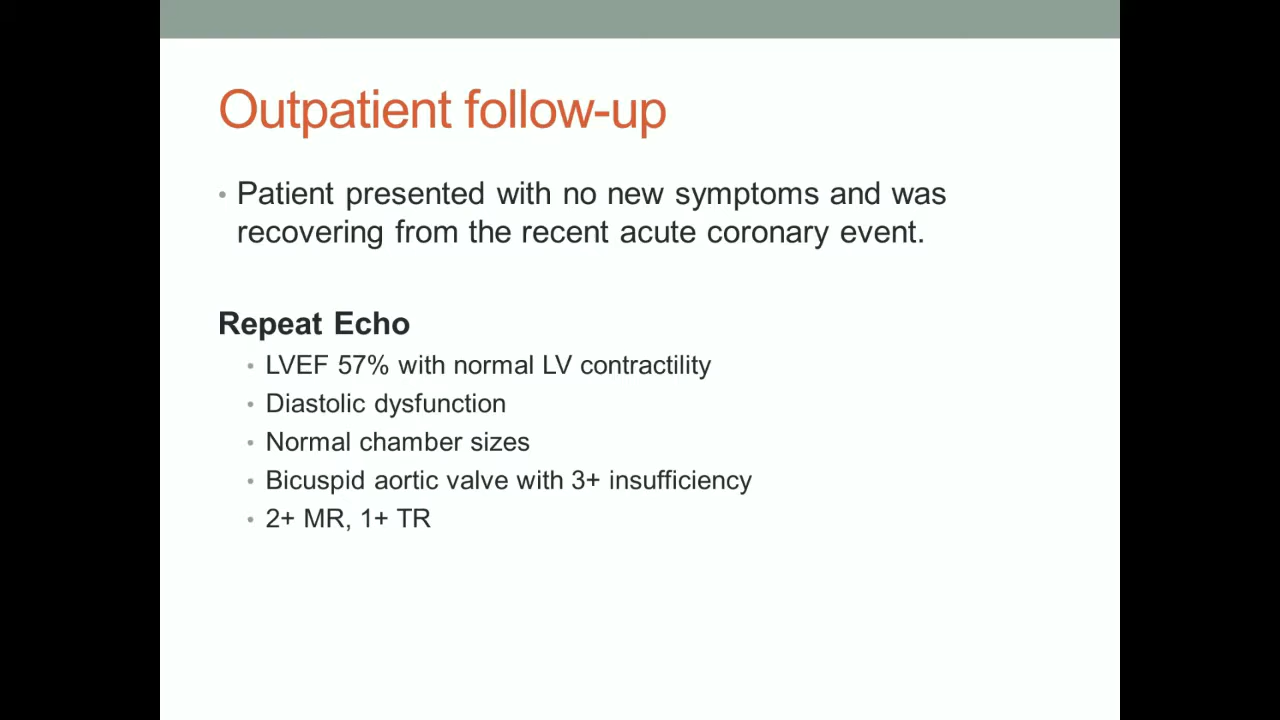 Outpatient follow-up
• Patient presented with no new symptoms and was
recovering from the recent acute coronary event.
Repeat Echo
• LVEF 57% with normal LV contractility
• Diastolic dysfunction
• Normal chamber sizes
• Bicuspid aortic valve with 3+ insufficiency
• 2+ MR, 1+ TR